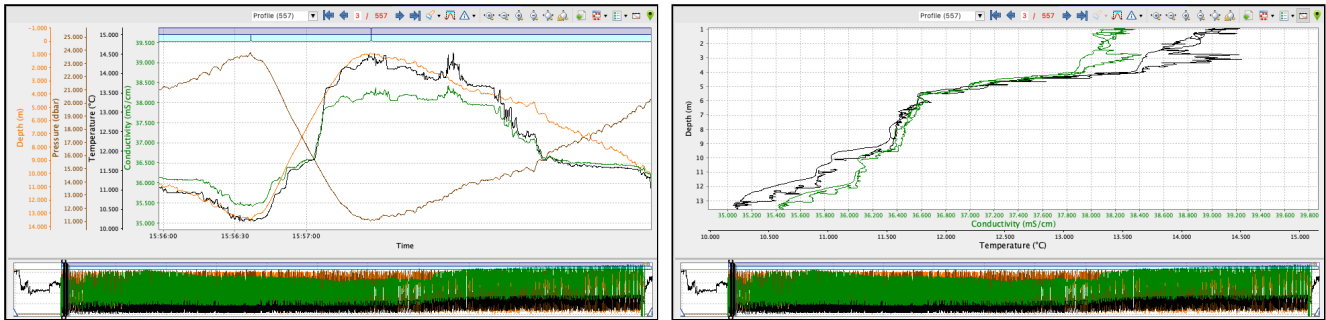 Profile (557) 3 / 557
-1.000 25.000 15.000 39.500
0 24.000 14.500 39.000
1.000 23.000 14.000 38.500
2.000 22.000 13.500 38.000
3.000 21.000 13.000 37.500
4.000 20.000 12.500 37.000
5.000 19.000 12.000 36.500
6.000 18.000 11.500 36.000
7.000 17.000 11.000 35.500
8.000 16.000 10.500 35.000
9.000 15.000 10.000
10.000 14.000
11.000 13.000
12.000 12.000
13.000 11.000
14.000
Depth (m)
Pressure (dbar)
Temperature (°C)
Conductivity (mS/cm)
15:56:00 15:56:30 15:57:00
Time
Profile (557) 3 / 557
1
2
3
4
5
6
7
8
9
10
11
12
13
Depth (m)
35.000 35.200 35.400 35.600 35.800 36.000 36.200 36.400 36.600 36.800 37.000 37.200 37.400 37.600 37.800 38.000 38.200 38.400 38.600 38.800 39.000 39.200 39.400 39.600 39.800
Conductivity (mS/cm)
10.000 10.500 11.000 11.500 12.000 12.500 13.000 13.500 14.000 14.500 15.000
Temperature (°C)